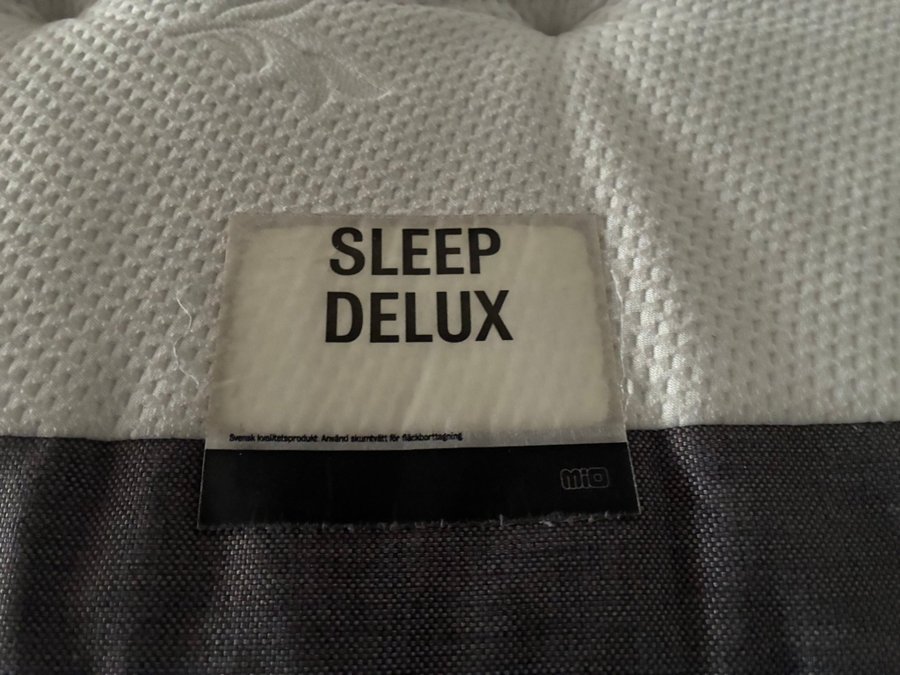 SLEEP
DELUX
Svensk kvalitetsprodukt: Använd skumtvätt för fläckborttagning
MIO